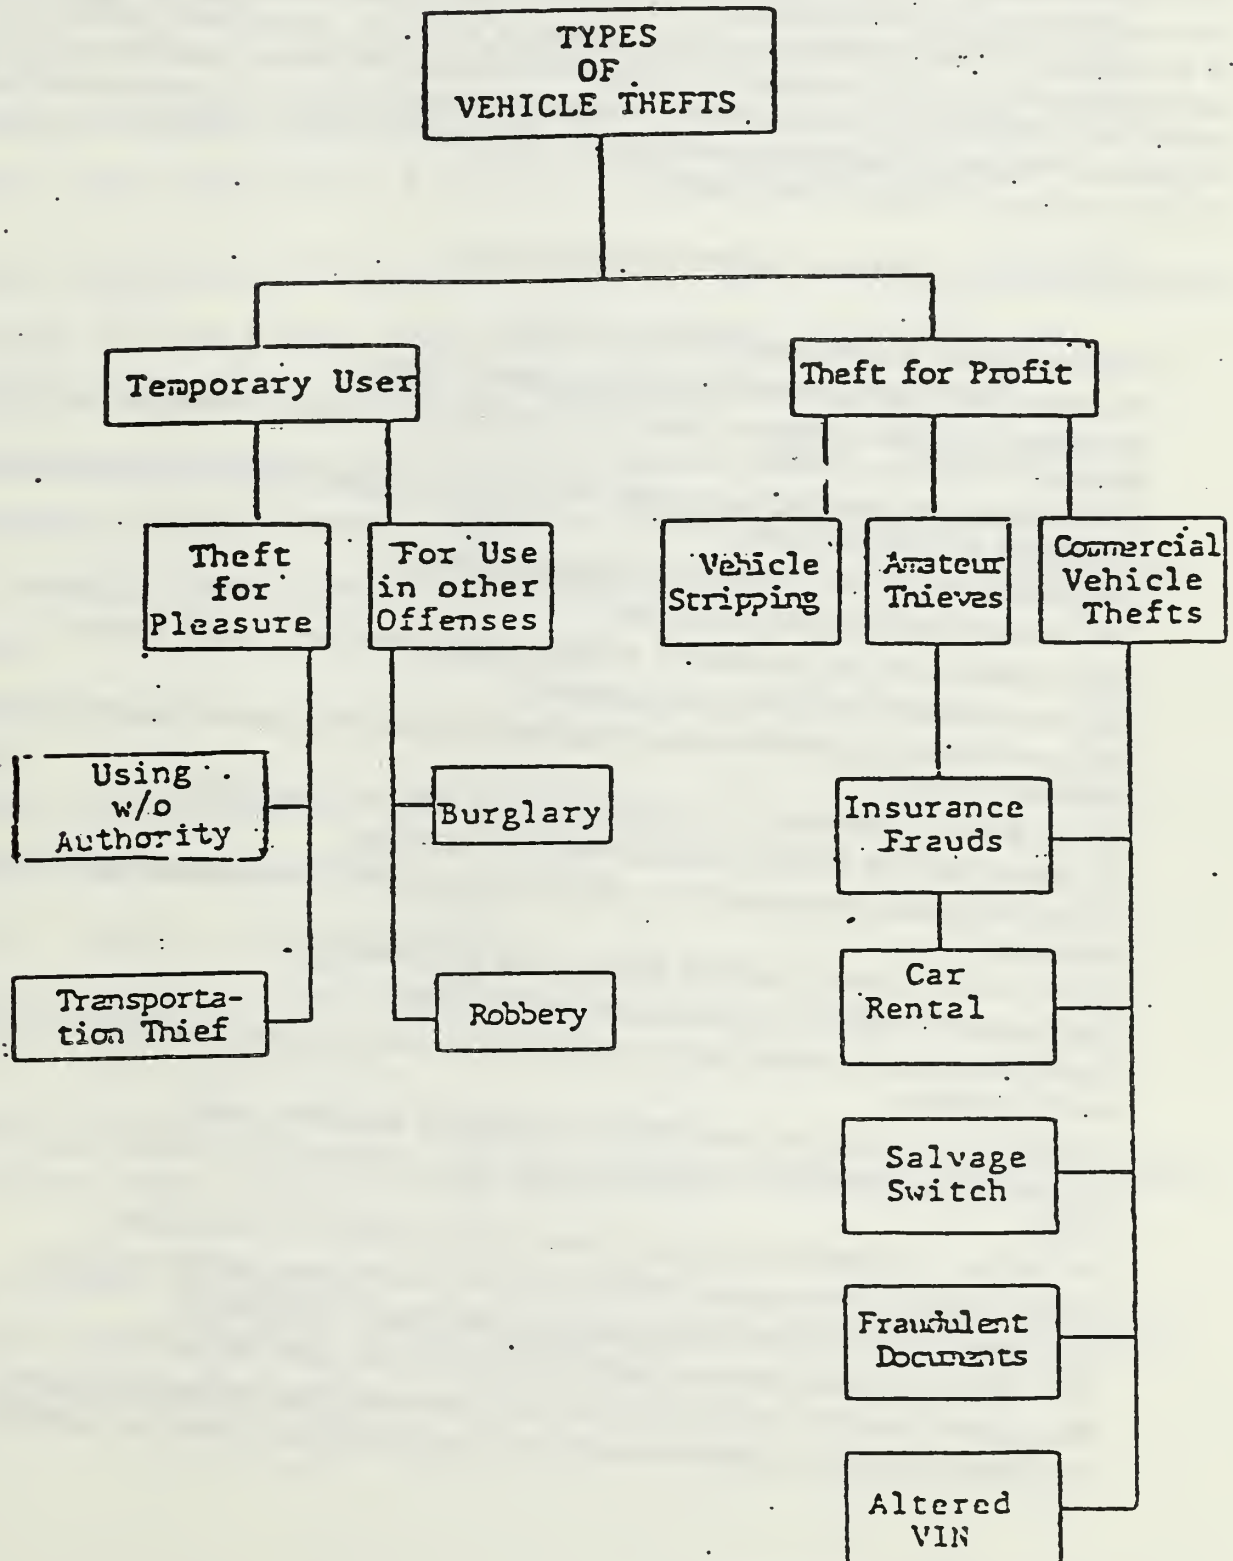 TYPES
OF
VEHICLE THEFTS
Temporary User
Theft for Profit
Theft
for
Pleasure
For Use
in other
Offenses
Vehicle
Stripping
Amateur
Thieves
Commercial
Vehicle
Thefts
Using
w/o
Authority
Burglary
Insurance
Frauds
Transporta-
tion Thief
Robbery
Car
Rental
Salvage
Switch
Fraudulent
Documents
Altered
VIN